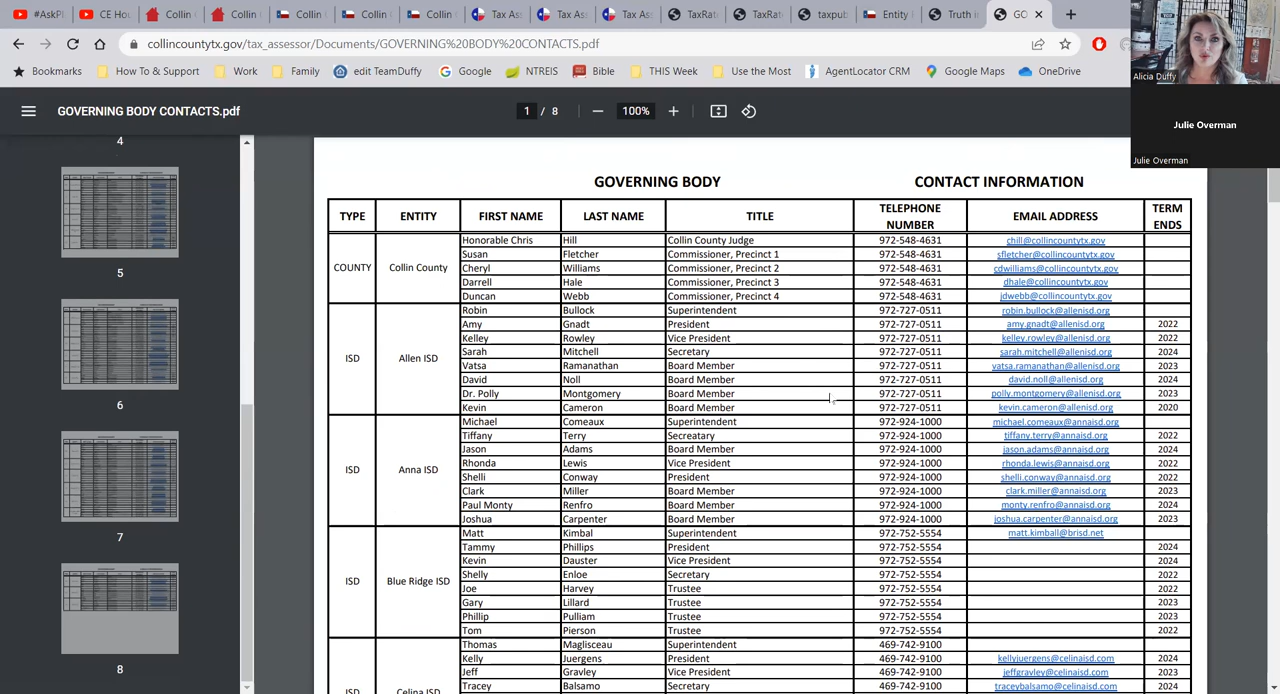 #AskPl
CE Hou
Collin C
Collin C
Collin C
Collin C
Collin C
Tax Ass
Tax Ass
Tax Ass
TaxRate
TaxRate
taxpub
Entity I
Truth in
GO
collincountytx.gov/tax_assessor/Documents/GOVERNING%20BODY%20CONTACTS.pdf
Bookmarks How To & Support Work Family edit TeamDuffy Google NTREIS Bible THIS Week Use the Most AgentLocator CRM Google Maps OneDrive
Alicia Duffy
Julie Overman
Julie Overman
GOVERNING BODY CONTACTS.pdf 1 / 8 100%
4
5
6
7
8
GOVERNING BODY CONTACT INFORMATION
TYPE ENTITY FIRST NAME LAST NAME TITLE TELEPHONE NUMBER EMAIL ADDRESS TERM ENDS
COUNTY Collin County
Honorable Chris Hill Collin County Judge 972-548-4631 chill@collincountytx.gov
Susan Fletcher Commissioner, Precinct 1 972-548-4631 sfletcher@collincountytx.gov
Cheryl Williams Commissioner, Precinct 2 972-548-4631 cdwilliams@collincountytx.gov
Darrell Hale Commissioner, Precinct 3 972-548-4631 dhale@collincountytx.gov
Duncan Webb Commissioner, Precinct 4 972-548-4631 jdwebb@collincountytx.gov
ISD Allen ISD
Robin Bullock Superintendent 972-727-0511 robin.bullock@allenisd.org
Amy Gnadt President 972-727-0511 amy.gnadt@allenisd.org 2022
Kelley Rowley Vice President 972-727-0511 kelley.rowley@allenisd.org 2022
Sarah Mitchell Secretary 972-727-0511 sarah.mitchell@allenisd.org 2024
Vatsa Ramanathan Board Member 972-727-0511 vatsa.ramanathan@allenisd.org 2023
David Noll Board Member 972-727-0511 david.noll@allenisd.org 2024
Dr. Polly Montgomery Board Member 972-727-0511 polly.montgomery@allenisd.org 2023
Kevin Cameron Board Member 972-727-0511 kevin.cameron@allenisd.org 2020
ISD Anna ISD
Michael Comeaux Superintendent 972-924-1000 michael.comeaux@annaisd.org
Tiffany Terry Secreatary 972-924-1000 tiffany.terry@annaisd.org 2022
Jason Adams Board Member 972-924-1000 jason.adams@annaisd.org 2024
Rhonda Lewis Vice President 972-924-1000 rhonda.lewis@annaisd.org 2022
Shelli Conway President 972-924-1000 shelli.conway@annaisd.org 2022
Clark Miller Board Member 972-924-1000 clark.miller@annaisd.org 2023
Paul Monty Renfro Board Member 972-924-1000 monty.renfro@annaisd.org 2024
Joshua Carpenter Board Member 972-924-1000 joshua.carpenter@annaisd.org 2023
ISD Blue Ridge ISD
Matt Kimbal Superintendent 972-752-5554 matt.kimball@brisd.net
Tammy Phillips President 972-752-5554 2024
Kevin Dauster Vice President 972-752-5554 2024
Shelly Enloe Secretary 972-752-5554 2022
Joe Harvey Trustee 972-752-5554 2022
Gary Lillard Trustee 972-752-5554 2023
Phillip Pulliam Trustee 972-752-5554 2023
Tom Pierson Trustee 972-752-5554 2022
ISD Celina ISD
Thomas Maglisceau Superintendent 469-742-9100
Kelly Juergens President 469-742-9100 kellyjuergens@celinaisd.com 2024
Jeff Gravley Vice President 469-742-9100 jeffgravley@celinaisd.com 2023
Tracey Balsamo Secretary 469-742-9100 traceybalsamo@celinaisd.com 2024